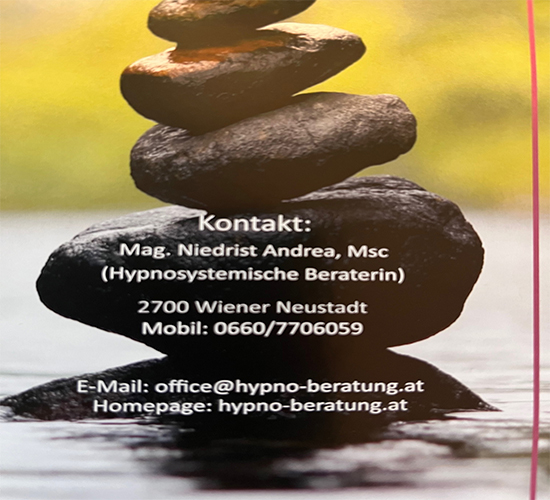 Kontakt:
Mag. Niedrist Andrea, Msc
(Hypnosystemische Beraterin)
2700 Wiener Neustadt
Mobil: 0660/7706059
E-Mail: office@hypno-beratung.at
Homepage: hypno-beratung.at